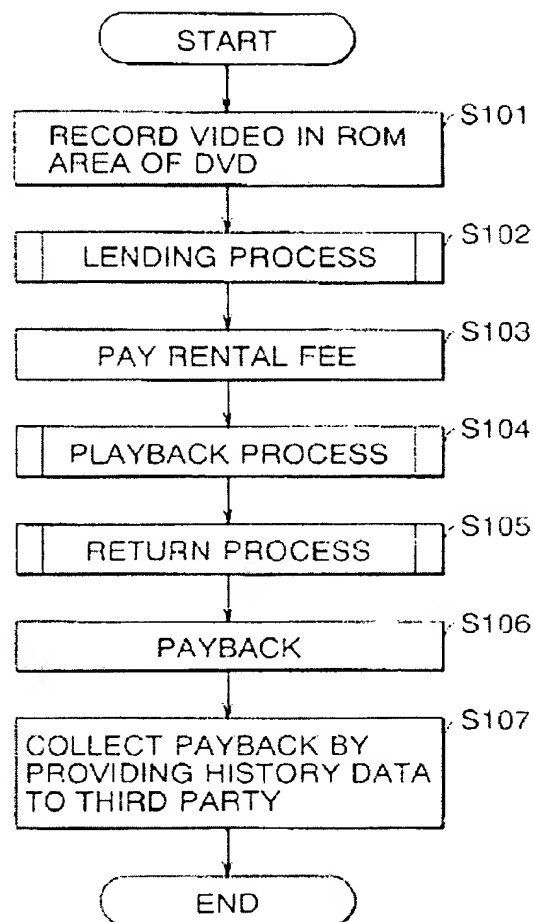 START
S101
RECORD VIDEO IN ROM
AREA OF DVD
S102
LENDING PROCESS
S103
PAY RENTAL FEE
S104
PLAYBACK PROCESS
S105
RETURN PROCESS
S106
PAYBACK
S107
COLLECT PAYBACK BY
PROVIDING HISTORY DATA
TO THIRD PARTY
END